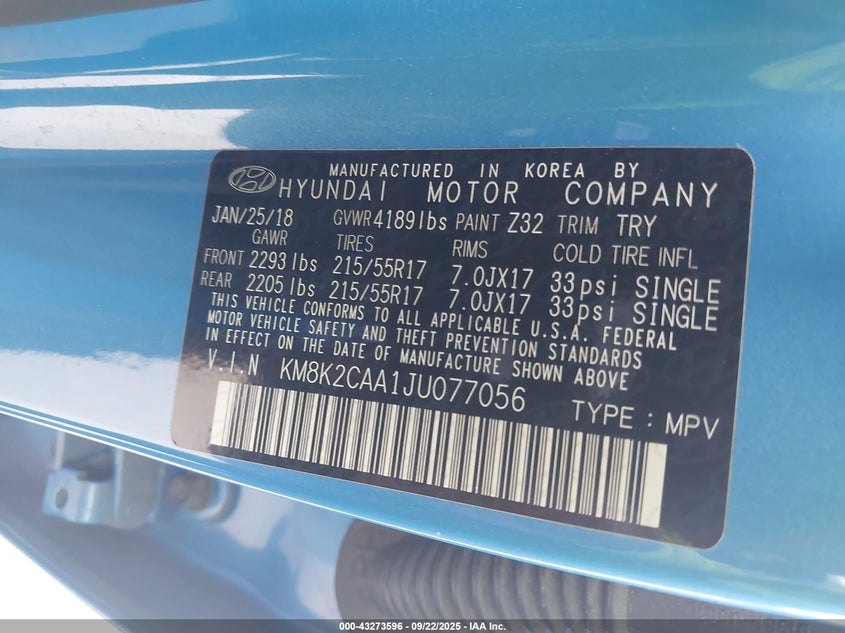 MANUFACTURED IN KOREA BY
HYUNDAI MOTOR COMPANY
JAN/25/18 GVWR 4189lbs PAINT Z32 TRIM TRY
GAWR TIRES RIMS COLD TIRE INFL
FRONT 2293 lbs 215/55R17 7.0JX17 33psi SINGLE
REAR 2205 lbs 215/55R17 7.0JX17 33psi SINGLE
THIS VEHICLE CONFORMS TO ALL APPLICABLE U.S.A. FEDERAL
MOTOR VEHICLE SAFETY AND THEFT PREVENTION STANDARDS
IN EFFECT ON THE DATE OF MANUFACTURE SHOWN ABOVE
V.I.N KM8K2CAA1JU077056 TYPE : MPV
000-43273596 - 09/22/2025 - IAA Inc.